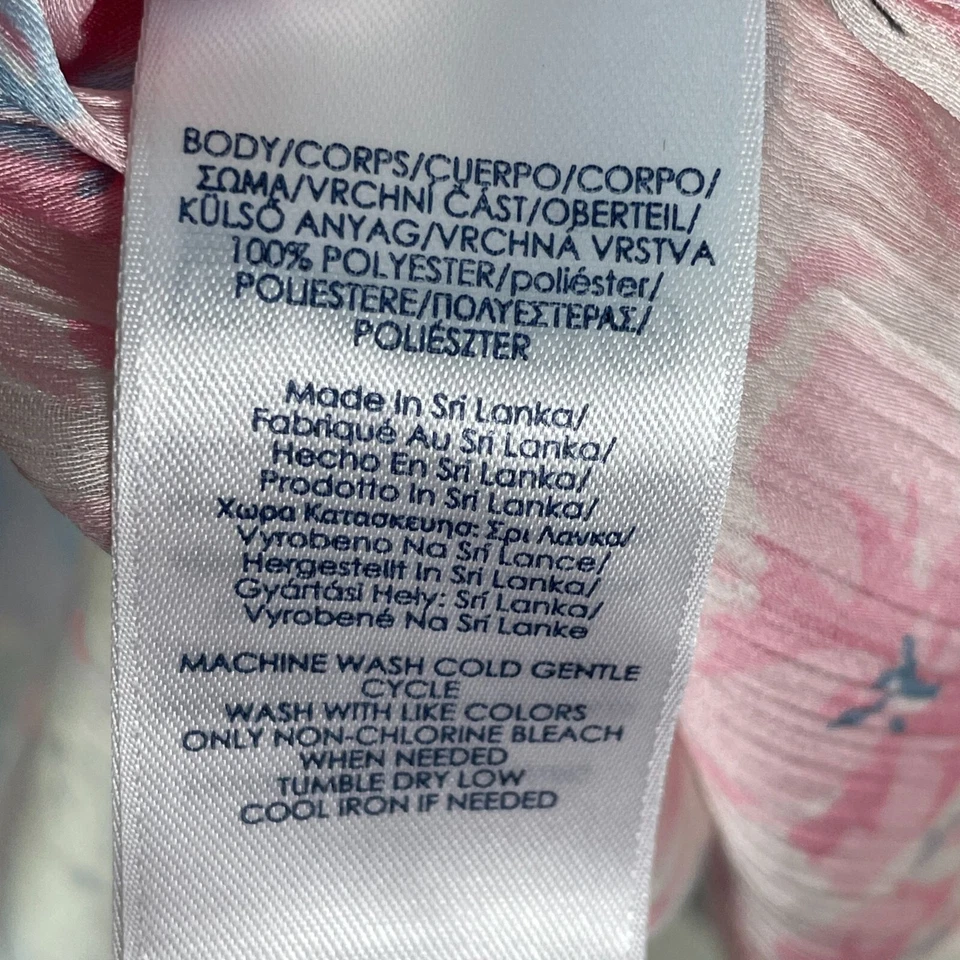 BODY/CORPS/CUERPO/CORPO/
ΣΩΜΑ/VRCHNÍ ČÁST/OBERTEIL/
KÜLSŐ ANYAG/VRCHNÁ VRSTVA
100% POLYESTER/poliéster/
POLIESTERE/ΠΟΛΥΕΣΤΕΡΑΣ/
POLIÉSZTER
Made In Sri Lanka/
Fabriqué Au Sri Lanka/
Hecho En Sri Lanka/
Prodotto In Sri Lanka/
Χωρα Κατασκευησ: Σρι Λανκα/
Vyrobeno Na Srí Lance/
Hergestellt In Sri Lanka/
Gyártási Hely: Srí Lanka/
Vyrobené Na Srí Lanke
MACHINE WASH COLD GENTLE
CYCLE
WASH WITH LIKE COLORS
ONLY NON-CHLORINE BLEACH
WHEN NEEDED
TUMBLE DRY LOW
COOL IRON IF NEEDED